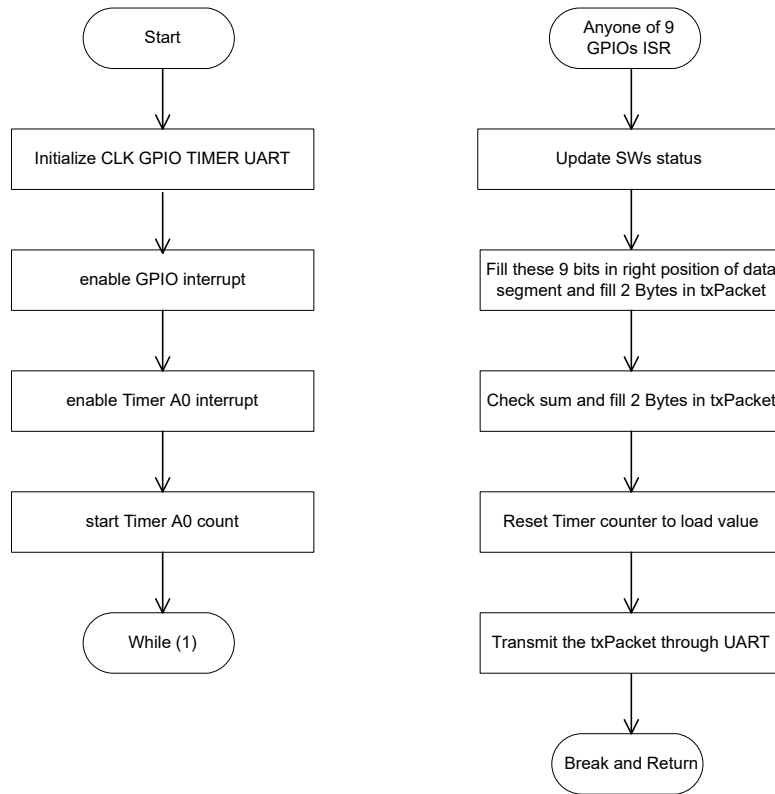 Start
Initialize CLK GPIO TIMER UART
enable GPIO interrupt
enable Timer A0 interrupt
start Timer A0 count
While (1)
Anyone of 9
GPIOs ISR
Update SWs status
Fill these 9 bits in right position of data
segment and fill 2 Bytes in txPacket
Check sum and fill 2 Bytes in txPacket
Reset Timer counter to load value
Transmit the txPacket through UART
Break and Return